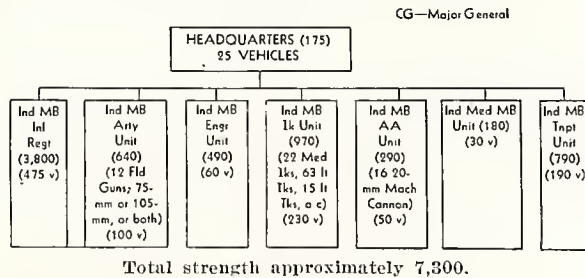 CG—Major General
HEADQUARTERS (175)
25 VEHICLES
Ind MB
Inf
Regt
(3,800)
(475 v)
Ind MB
Arty
Unit
(640)
(12 Fld
Guns; 75-
mm or 105-
mm, or both)
(100 v)
Ind MB
Engr
Unit
(490)
(60 v)
Ind MB
Tk Unit
(970)
(22 Med
Tks, 63 lt
Tks, 15 lt
Tks, a c)
(230 v)
Ind MB
AA
Unit
(290)
(16 20-
mm Mach
Cannon)
(50 v)
Ind Med MB
Unit (180)
(30 v)
Ind MB
Tnpt
Unit
(790)
(190 v)
Total strength approximately 7,300.